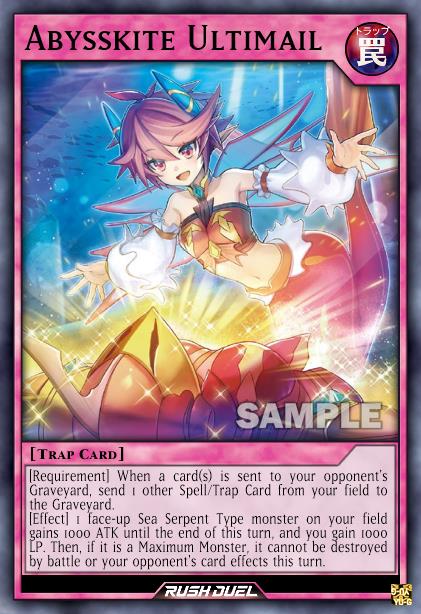 Abysskite Ultimail
トラップ
罠
SAMPLE
[Trap Card]
[Requirement] When a card(s) is sent to your opponent's
Graveyard, send 1 other Spell/Trap Card from your field to
the Graveyard.
[Effect] 1 face-up Sea Serpent Type monster on your field
gains 1000 ATK until the end of this turn, and you gain 1000
LP. Then, if it is a Maximum Monster, it cannot be destroyed
by battle or your opponent's card effects this turn.
RUSH DUEL